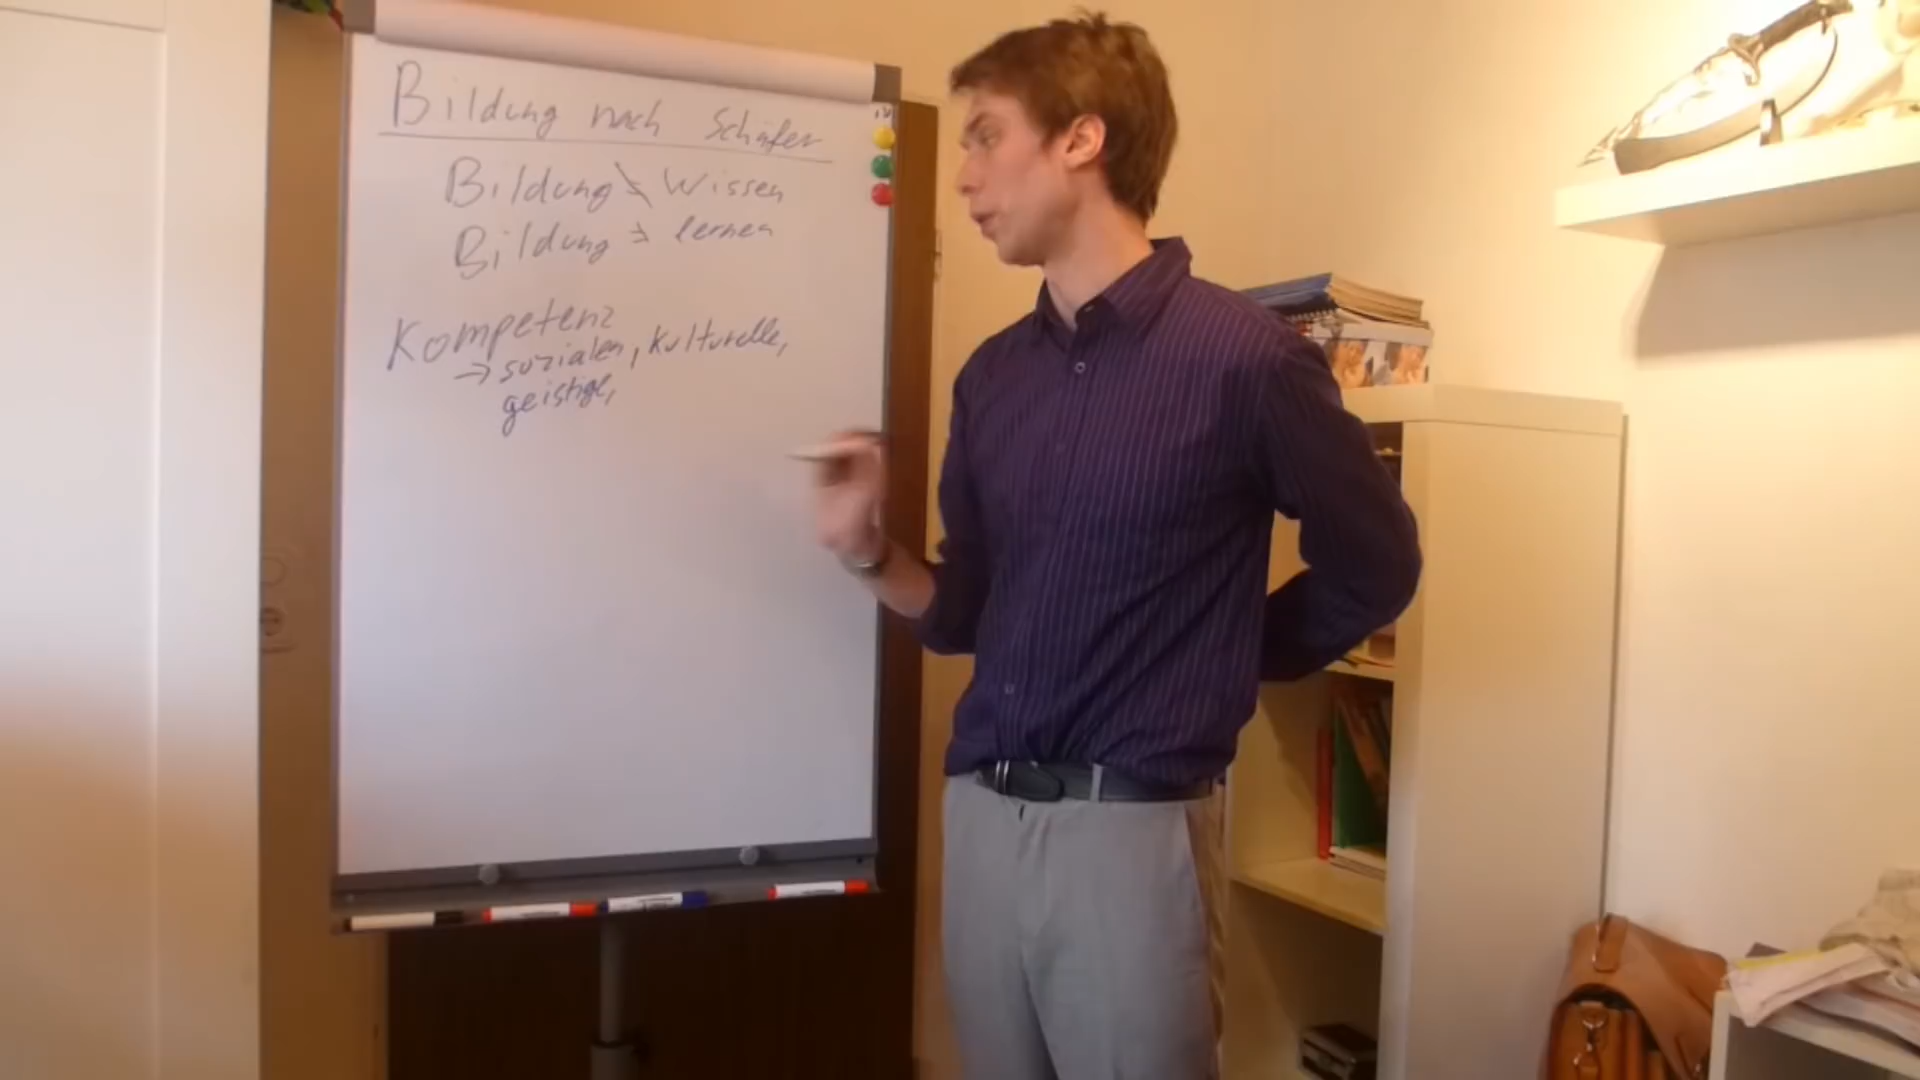 Bildung nach Schäfer
Bildung ≠ Wissen
Bildung ≠ lernen
Kompetenz
→ sozialen, kulturelle,
geistige,